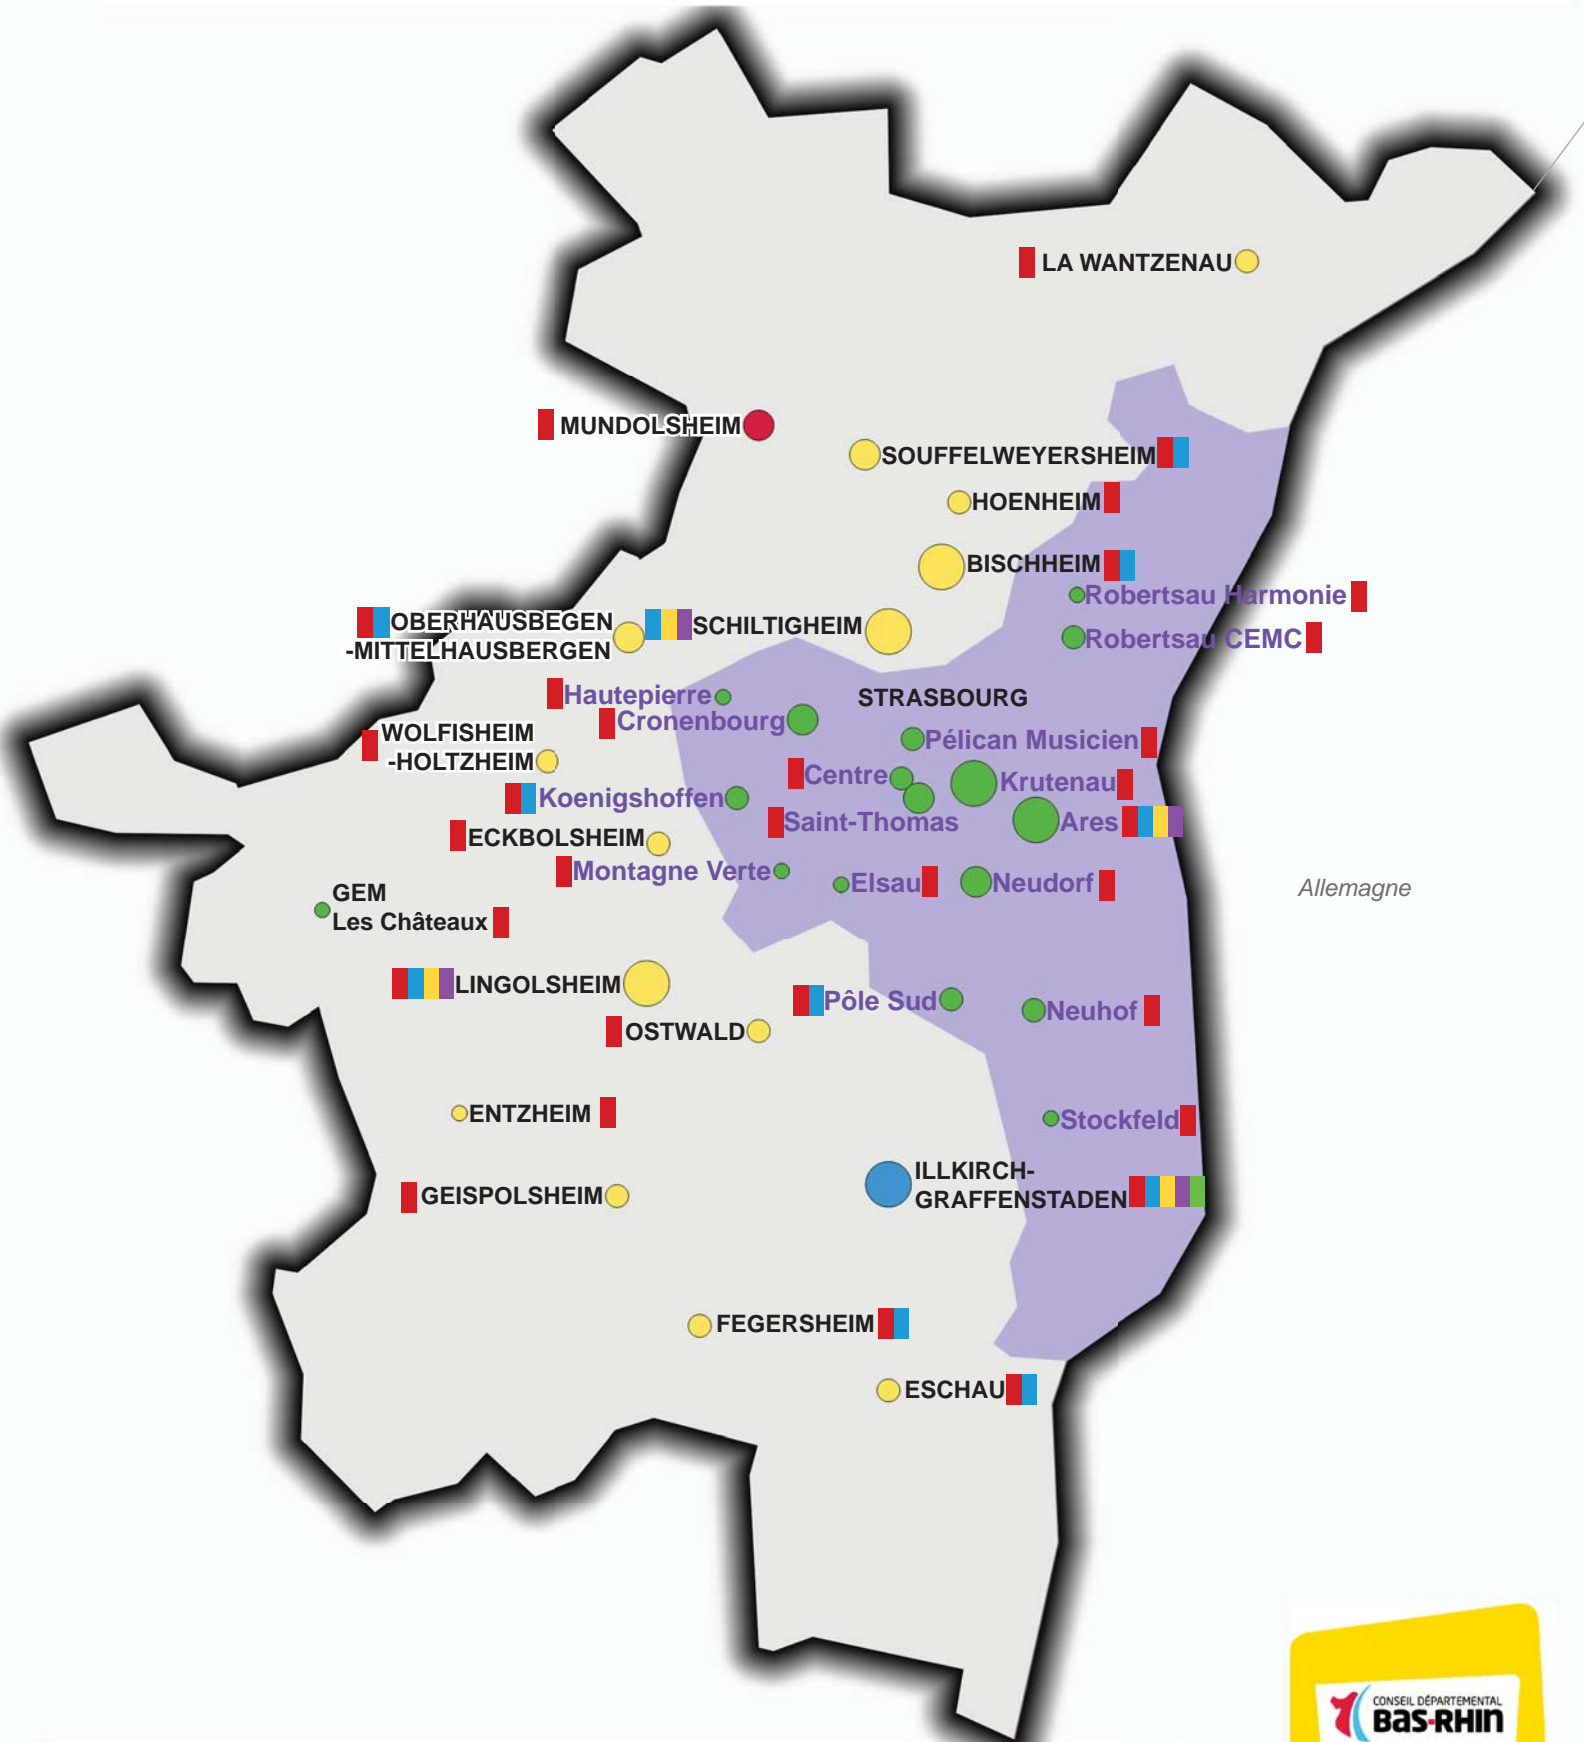 LA WANTZENAU
MUNDOLSHEIM
SOUFFELWEYERSHEIM
HOENHEIM
BISCHHEIM
Robertsau Harmonie
OBERHAUSBEGEN
-MITTELHAUSBERGEN
SCHILTIGHEIM
Robertsau CEMC
Hautepierre
STRASBOURG
Cronenbourg
WOLFISHEIM
-HOLTZHEIM
Pélican Musicien
Centre
Krutenau
Koenigshoffen
Saint-Thomas
Ares
ECKBOLSHEIM
Montagne Verte
Elsau
Neudorf
Allemagne
GEM
Les Châteaux
LINGOLSHEIM
Pôle Sud
Neuhof
OSTWALD
ENTZHEIM
Stockfeld
ILLKIRCH-
GRAFFENSTADEN
GEISPOLSHEIM
FEGERSHEIM
ESCHAU
CONSEIL DÉPARTEMENTAL
BAS-RHIN